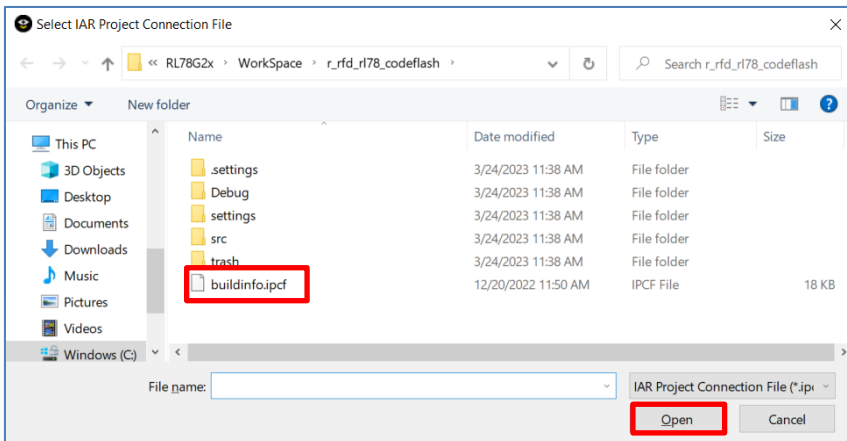 Select IAR Project Connection File
« RL78G2x › WorkSpace › r_rfd_rl78_codeflash ›
Search r_rfd_rl78_codeflash
Organize New folder
This PC
3D Objects
Desktop
Documents
Downloads
Music
Pictures
Videos
Windows (C:)
Name Date modified Type Size
.settings 3/24/2023 11:38 AM File folder
Debug 3/24/2023 11:38 AM File folder
settings 3/24/2023 11:38 AM File folder
src 3/24/2023 11:38 AM File folder
trash 3/24/2023 11:38 AM File folder
buildinfo.ipcf 12/20/2022 11:50 AM IPCF File 18 KB
File name: IAR Project Connection File (*.ipc
Open Cancel